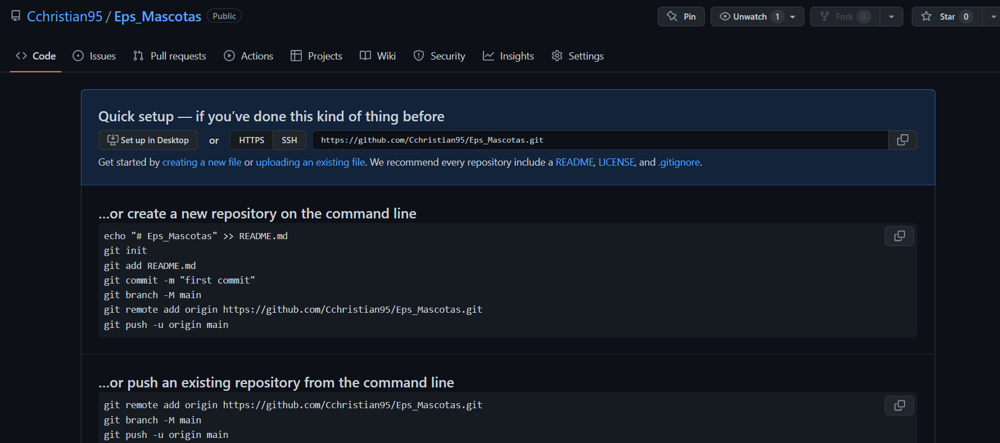 Cchristian95 / Eps_Mascotas Public Pin Unwatch 1 Fork 0 Star 0
Code Issues Pull requests Actions Projects Wiki Security Insights Settings
Quick setup — if you’ve done this kind of thing before
Set up in Desktop or HTTPS SSH https://github.com/Cchristian95/Eps_Mascotas.git
Get started by creating a new file or uploading an existing file. We recommend every repository include a README, LICENSE, and .gitignore.
…or create a new repository on the command line
echo "# Eps_Mascotas" >> README.md
git init
git add README.md
git commit -m "first commit"
git branch -M main
git remote add origin https://github.com/Cchristian95/Eps_Mascotas.git
git push -u origin main
…or push an existing repository from the command line
git remote add origin https://github.com/Cchristian95/Eps_Mascotas.git
git branch -M main
git push -u origin main